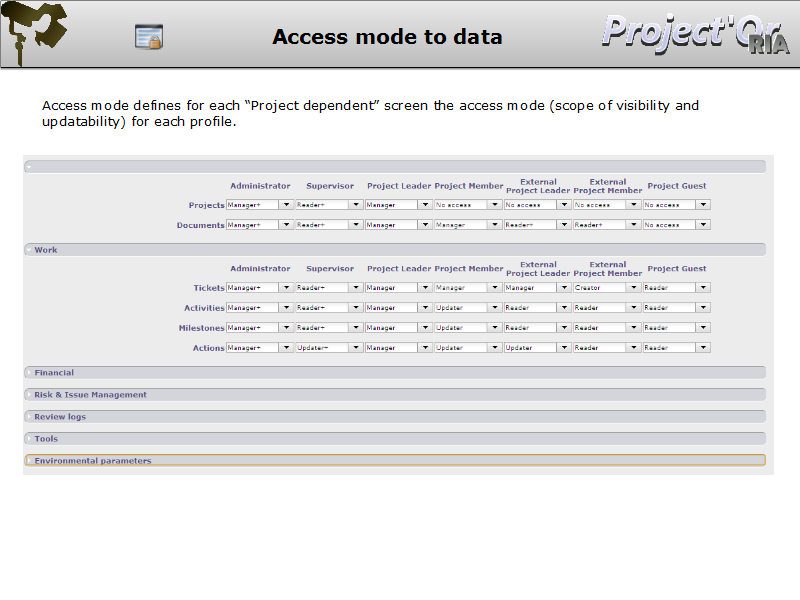 Access mode to data
Project'Or
RIA
Access mode defines for each “Project dependent” screen the access mode (scope of visibility and
updatability) for each profile.
Administrator Supervisor Project Leader Project Member External Project Leader External Project Member Project Guest
Projects Manager+ Reader+ Manager No access No access No access No access
Documents Manager+ Reader+ Manager Manager Reader+ Reader+ No access
Work
Administrator Supervisor Project Leader Project Member External Project Leader External Project Member Project Guest
Tickets Manager+ Reader+ Manager Manager Manager Creator Reader
Activities Manager+ Reader+ Manager Updater Reader Reader Reader
Milestones Manager+ Reader+ Manager Updater Reader Reader Reader
Actions Manager+ Updater+ Manager Updater Updater Reader Reader
Financial
Risk & Issue Management
Review logs
Tools
Environmental parameters